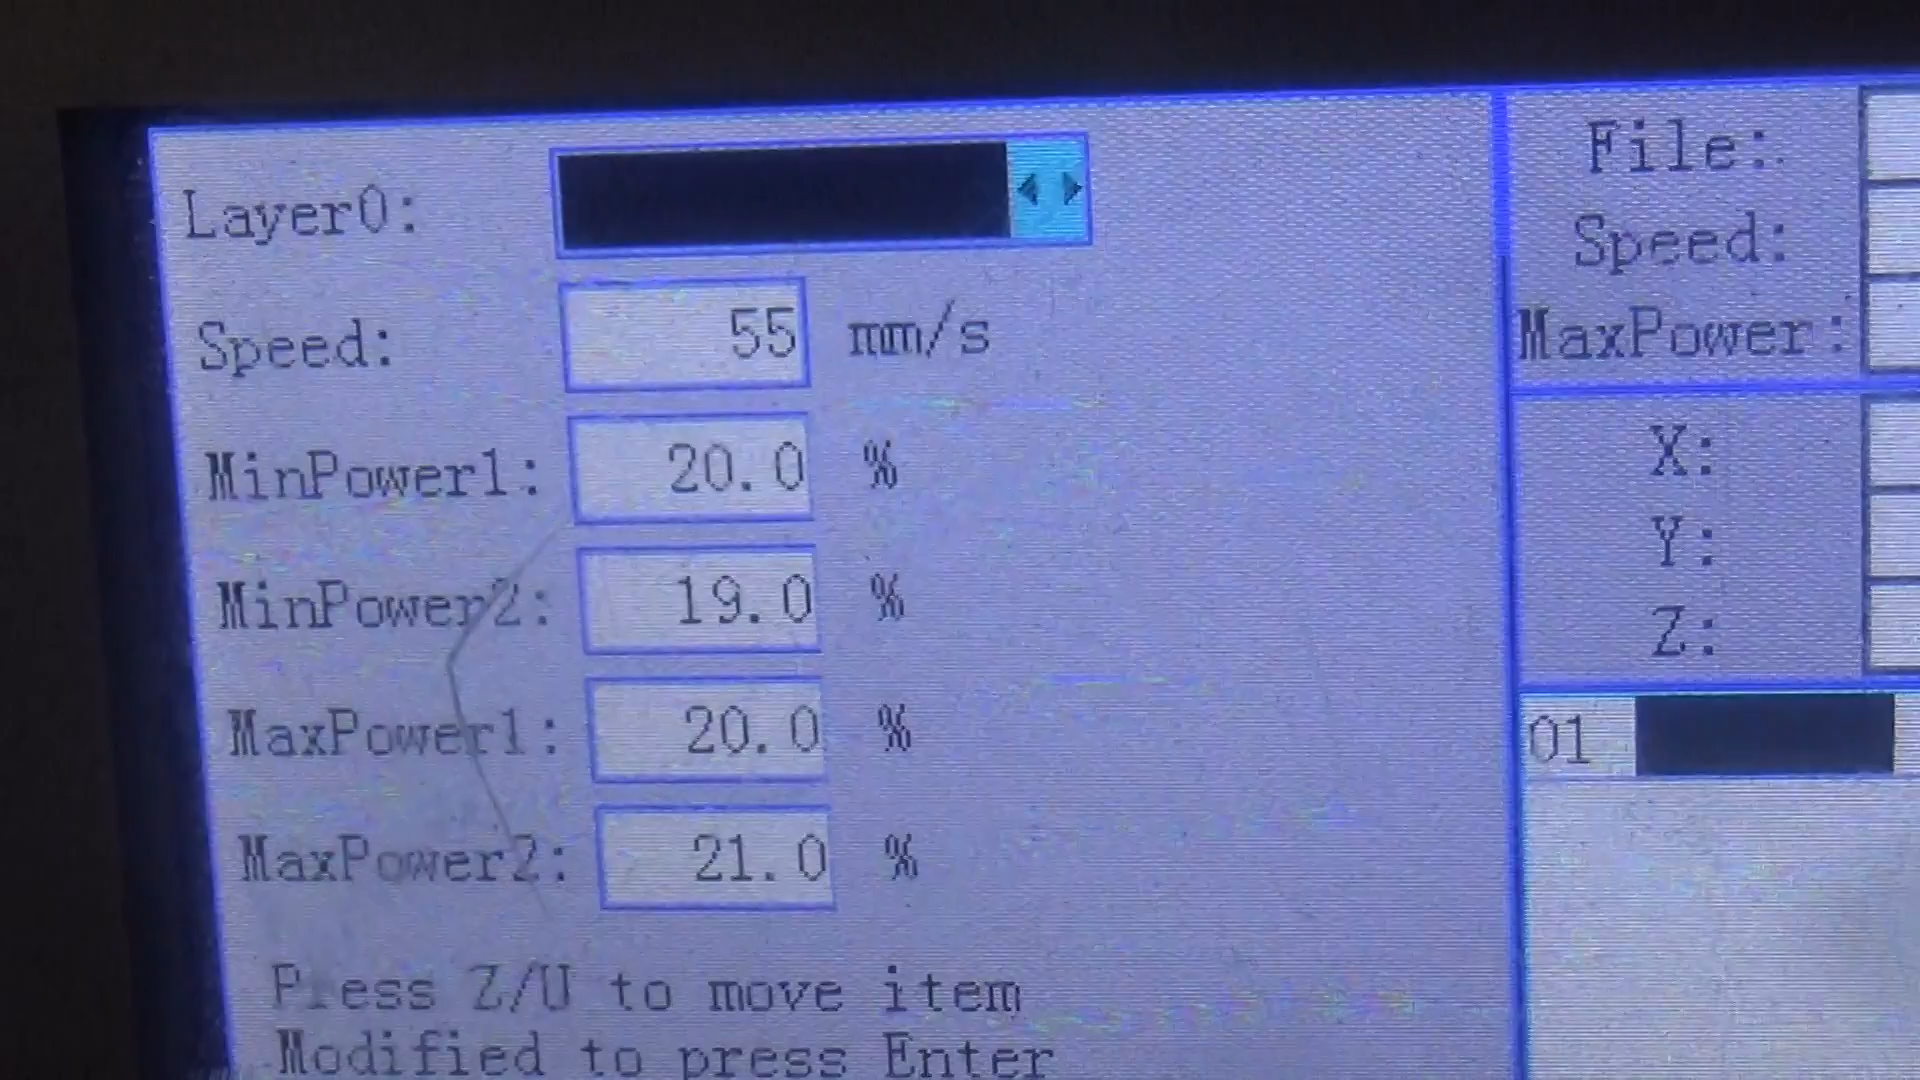 Layer0:
Speed: 55 mm/s
MinPower1: 20.0 %
MinPower2: 19.0 %
MaxPower1: 20.0 %
MaxPower2: 21.0 %
Press Z/U to move item
Modified to press Enter
File:
Speed:
MaxPower:
X:
Y:
Z:
01